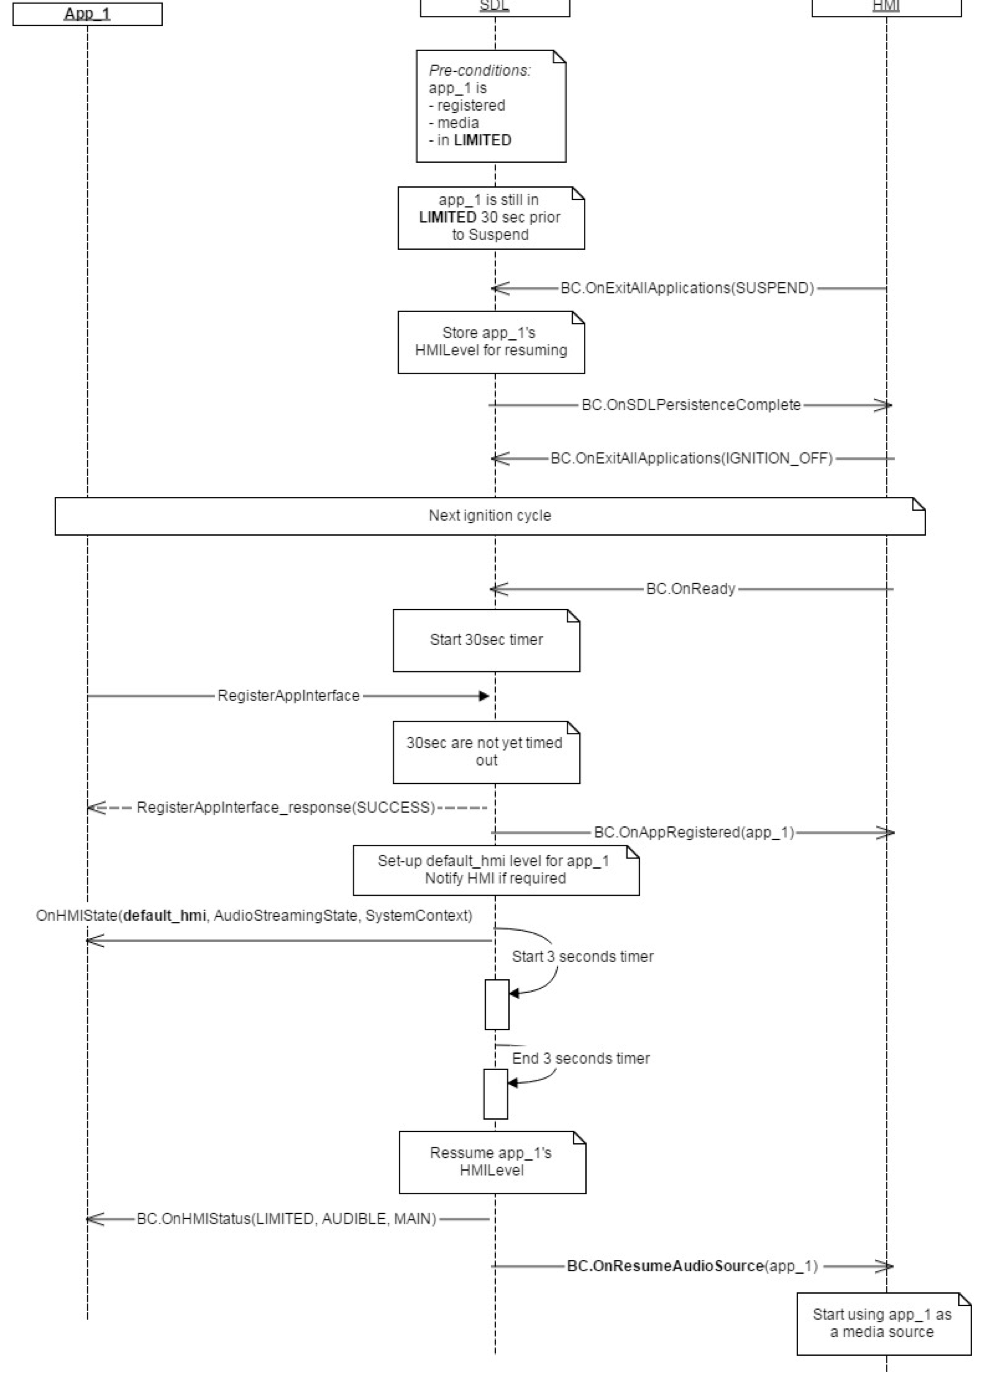 App_1
SDL
HMI
Pre-conditions:
app_1 is
- registered
- media
- in LIMITED
app_1 is still in
LIMITED 30 sec prior
to Suspend
BC.OnExitAllApplications(SUSPEND)
Store app_1's
HMILevel for resuming
BC.OnSDLPersistenceComplete
BC.OnExitAllApplications(IGNITION_OFF)
Next ignition cycle
BC.OnReady
Start 30sec timer
RegisterAppInterface
30sec are not yet timed
out
RegisterAppInterface_response(SUCCESS)
BC.OnAppRegistered(app_1)
Set-up default_hmi level for app_1
Notify HMI if required
OnHMIState(default_hmi, AudioStreamingState, SystemContext)
Start 3 seconds timer
End 3 seconds timer
Ressume app_1's
HMILevel
BC.OnHMIStatus(LIMITED, AUDIBLE, MAIN)
BC.OnResumeAudioSource(app_1)
Start using app_1 as
a media source